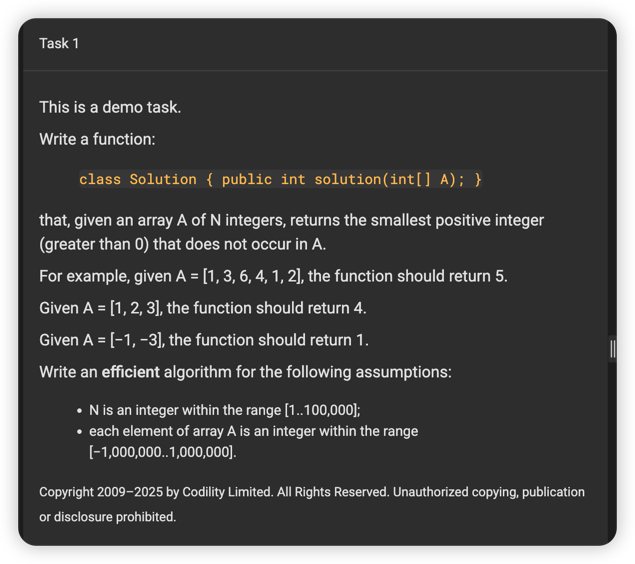 Task 1
This is a demo task.
Write a function:
class Solution { public int solution(int[] A); }
that, given an array A of N integers, returns the smallest positive integer
(greater than 0) that does not occur in A.
For example, given A = [1, 3, 6, 4, 1, 2], the function should return 5.
Given A = [1, 2, 3], the function should return 4.
Given A = [−1, −3], the function should return 1.
Write an efficient algorithm for the following assumptions:
• N is an integer within the range [1..100,000];
• each element of array A is an integer within the range
[−1,000,000..1,000,000].
Copyright 2009–2025 by Codility Limited. All Rights Reserved. Unauthorized copying, publication
or disclosure prohibited.